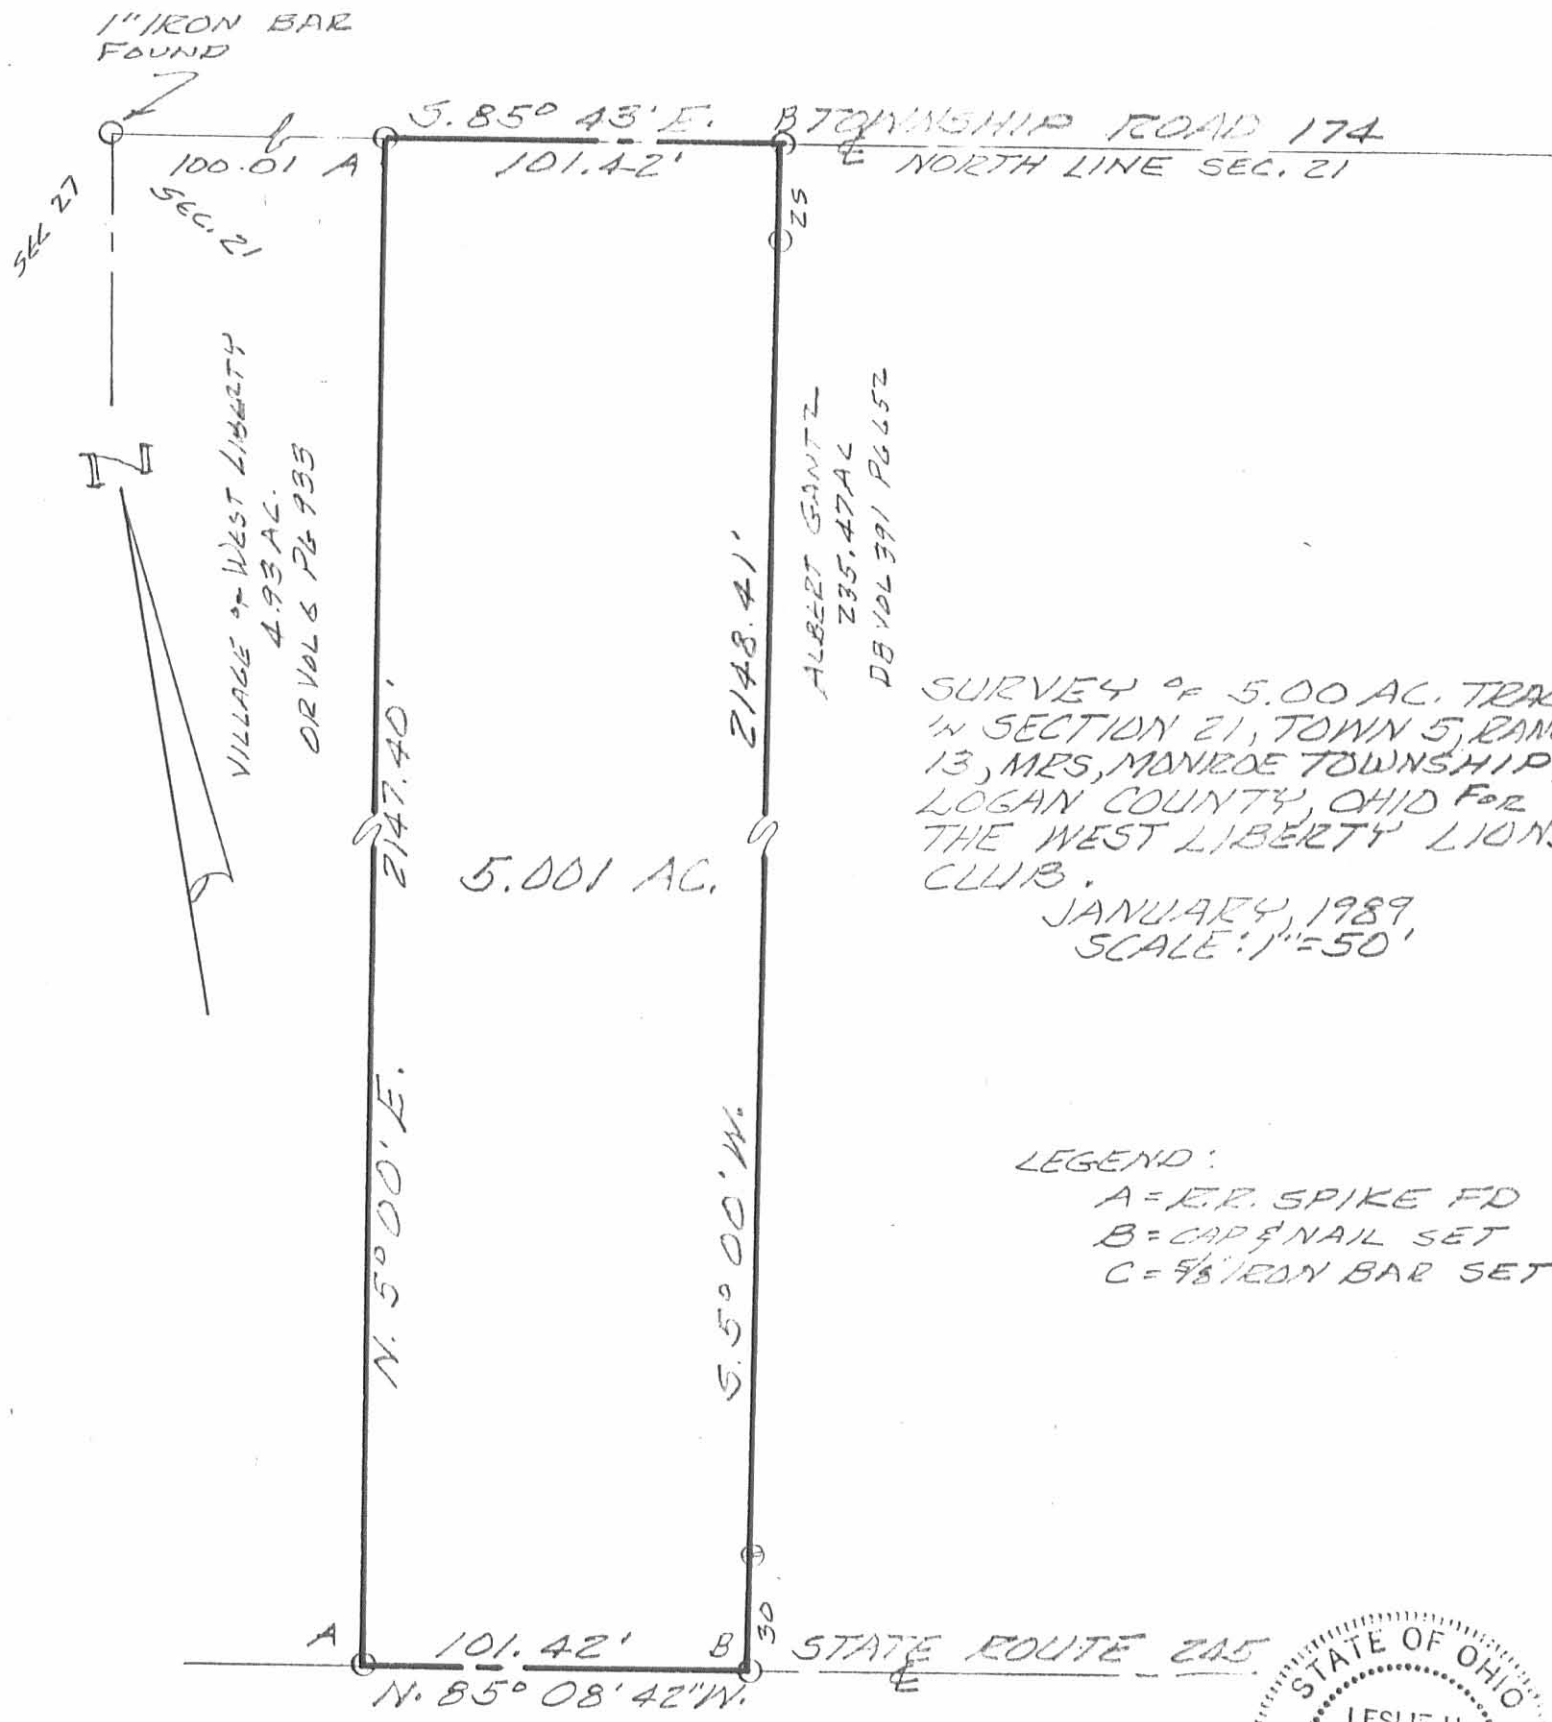 1" IRON BAR
FOUND
S. 85° 43' E.
B
TOWNSHIP ROAD 174
100.01
A
101.42'
℄
NORTH LINE SEC. 21
SEC 27
SEC. 21
25
N
VILLAGE OF WEST LIBERTY
4.93 AC.
OR VOL 6 PG 933
ALBERT GANTZ
235.47 AC
DB VOL 391 PG 652
2147.40'
2148.41'
5.001 AC.
SURVEY OF 5.00 AC. TRAC
IN SECTION 21, TOWN 5, RAN
13, MRS, MONROE TOWNSHIP,
LOGAN COUNTY, OHIO FOR
THE WEST LIBERTY LIONS
CLUB.
JANUARY, 1989
SCALE: 1"=50'
N. 5° 00' E.
S. 5° 00' W.
LEGEND:
A = R.R. SPIKE FD
B = CAP & NAIL SET
C = 5/8" IRON BAR SET
A
101.42'
B
30
STATE ROUTE 245
℄
N. 85° 08' 42" W.
STATE OF OHIO
LESLIE H